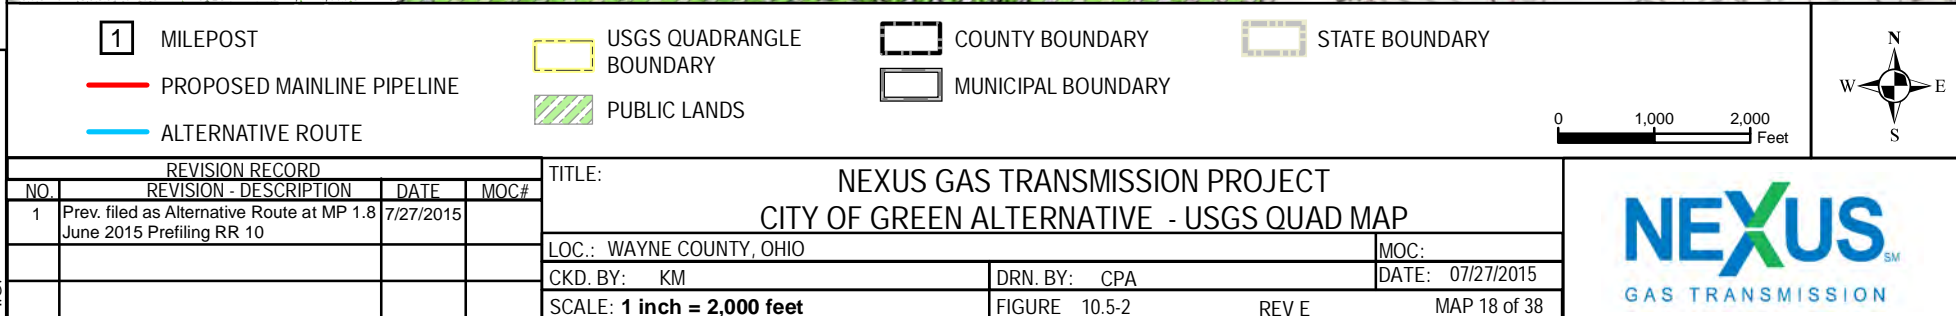 1 MILEPOST
PROPOSED MAINLINE PIPELINE
ALTERNATIVE ROUTE
USGS QUADRANGLE
BOUNDARY
PUBLIC LANDS
COUNTY BOUNDARY
MUNICIPAL BOUNDARY
STATE BOUNDARY
0 1,000 2,000
Feet
N
W E
S
REVISION RECORD
NO. REVISION - DESCRIPTION DATE MOC#
1 Prev. filed as Alternative Route at MP 1.8 7/27/2015
June 2015 Prefiling RR 10
TITLE:
NEXUS GAS TRANSMISSION PROJECT
CITY OF GREEN ALTERNATIVE - USGS QUAD MAP
LOC.: WAYNE COUNTY, OHIO MOC:
CKD. BY: KM DRN. BY: CPA DATE: 07/27/2015
SCALE: 1 inch = 2,000 feet FIGURE 10.5-2 REV E MAP 18 of 38
NEXUS SM
GAS TRANSMISSION